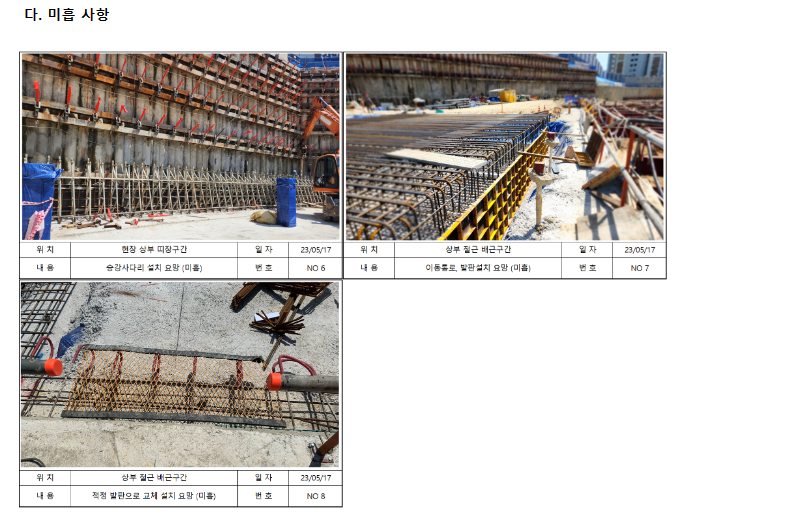 다. 미흡 사항
위 치 현장 상부 띠장구간 일 자 23/05/17
내 용 승강사다리 설치 요망 (미흡) 번 호 NO 6
위 치 상부 철근 배근구간 일 자 23/05/17
내 용 이동통로, 발판설치 요망 (미흡) 번 호 NO 7
위 치 상부 철근 배근구간 일 자 23/05/17
내 용 적정 발판으로 교체 설치 요망 (미흡) 번 호 NO 8